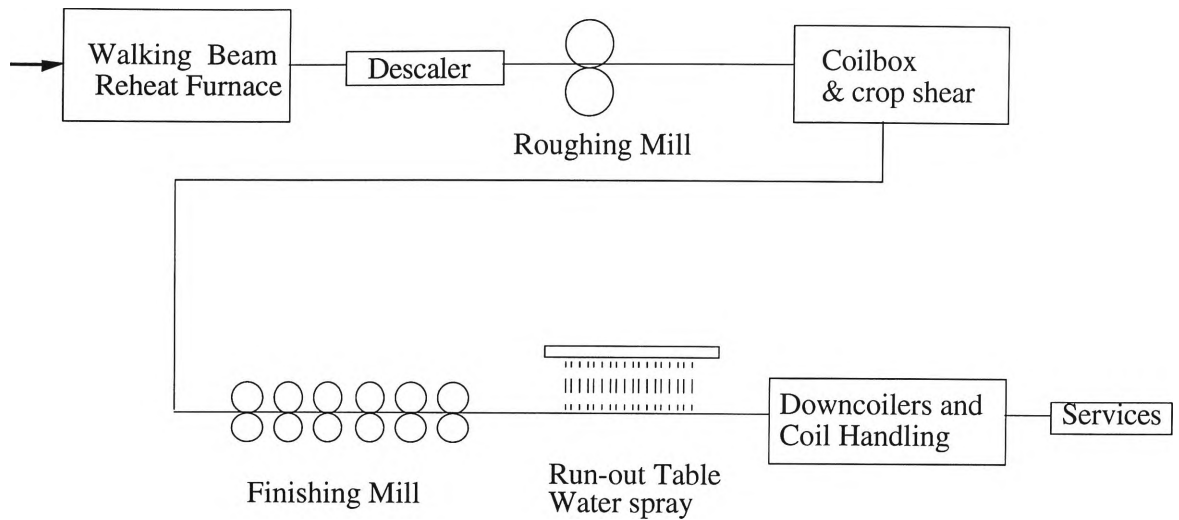 Walking Beam
Reheat Furnace
Descaler
Roughing Mill
Coilbox
& crop shear
Finishing Mill
Run-out Table
Water spray
Downcoilers and
Coil Handling
Services